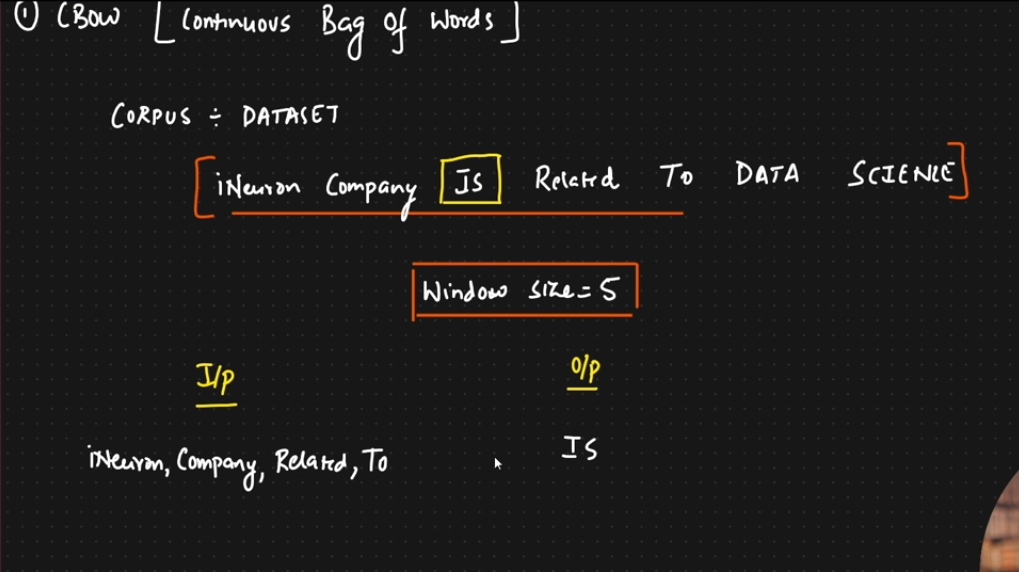 ① CBOW [Continuous Bag of Words]
CORPUS ÷ DATASET
[iNeuron Company IS Related To DATA SCIENCE]
Window size = 5
I/p O/p
iNeuron, Company, Related, To IS